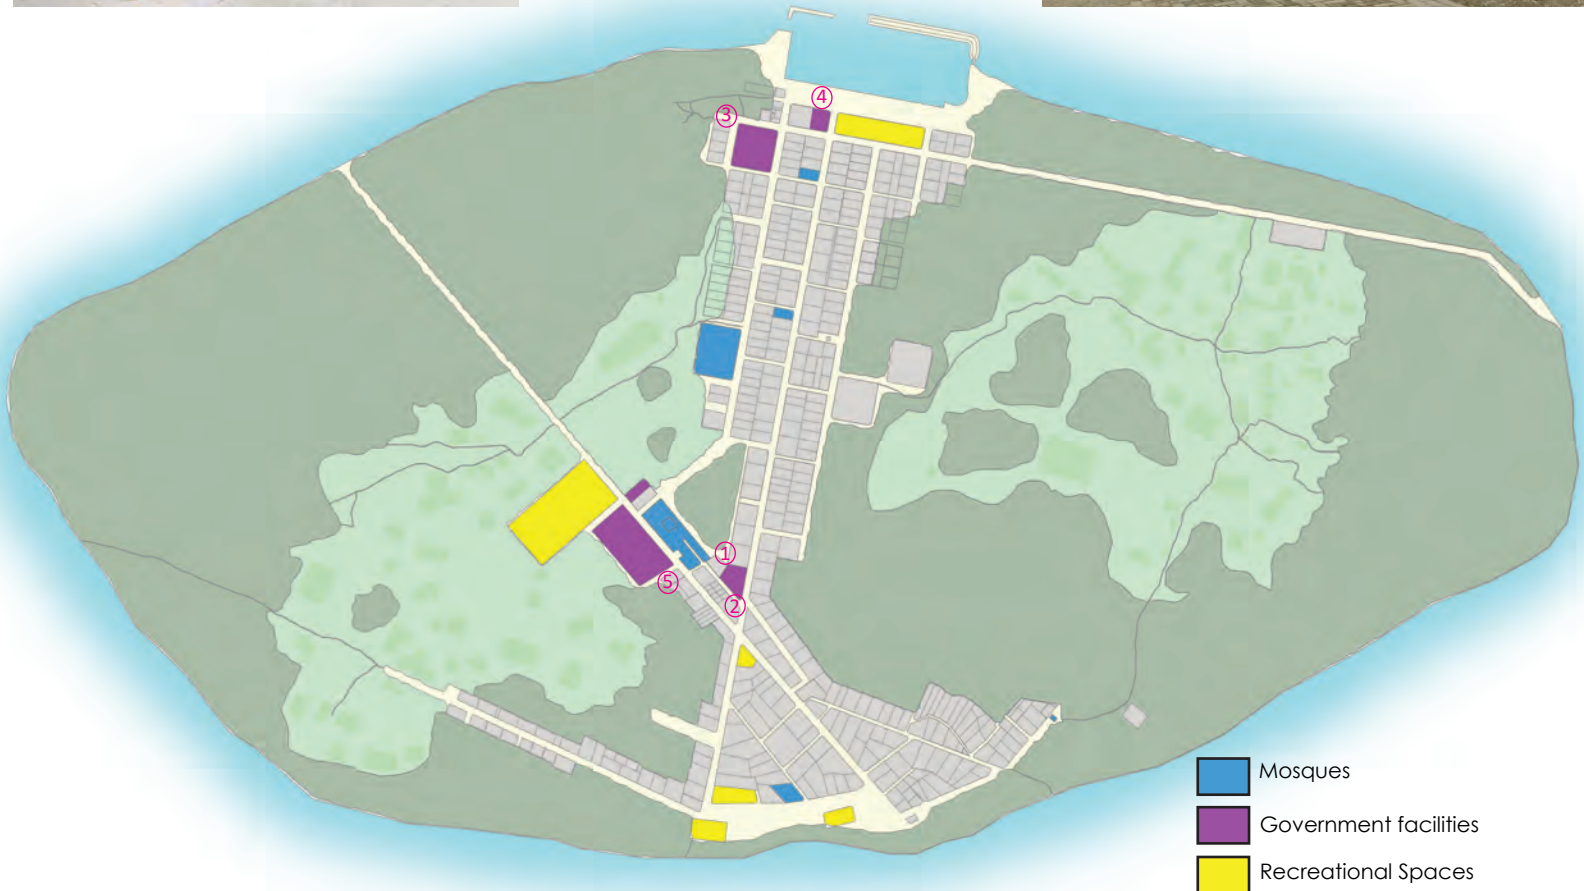 ④
③
①
⑤
②
Mosques
Government facilities
Recreational Spaces